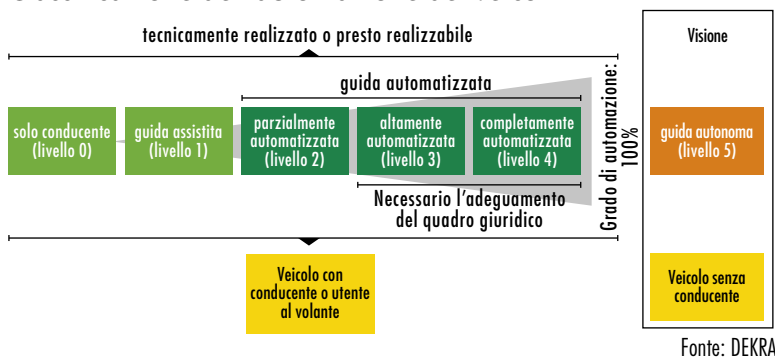 tecnicamente realizzato o presto realizzabile
guida automatizzata
solo conducente
(livello 0)
guida assistita
(livello 1)
parzialmente
automatizzata
(livello 2)
altamente
automatizzata
(livello 3)
completamente
automatizzata
(livello 4)
Necessario l'adeguamento
del quadro giuridico
Grado di automazione:
100%
Veicolo con
conducente o utente
al volante
Visione
guida autonoma
(livello 5)
Veicolo senza
conducente
Fonte: DEKRA